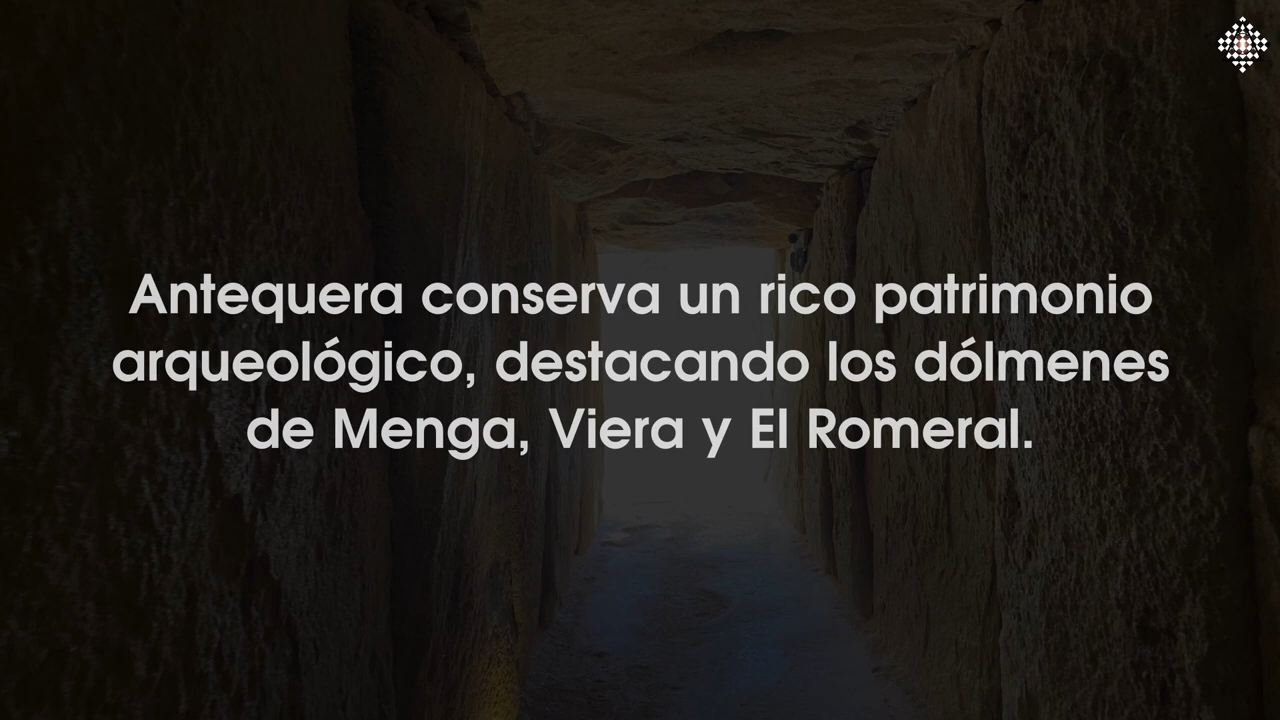 Antequera conserva un rico patrimonio
arqueológico, destacando los dólmenes
de Menga, Viera y El Romeral.